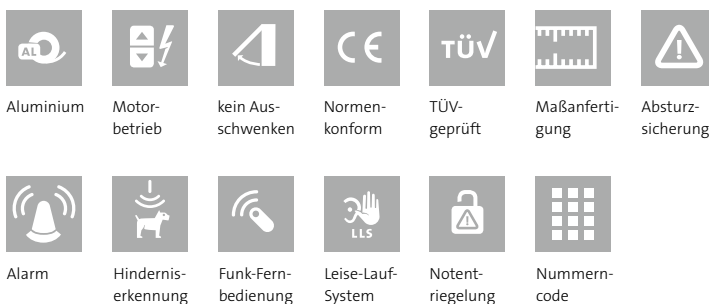 AL
CE
TÜV
Aluminium
Motor-
betrieb
kein Aus-
schwenken
Normen-
konform
TÜV-
geprüft
Maßanferti-
gung
Absturz-
sicherung
LLS
Alarm
Hindernis-
erkennung
Funk-Fern-
bedienung
Leise-Lauf-
System
Notent-
riegelung
Nummern-
code